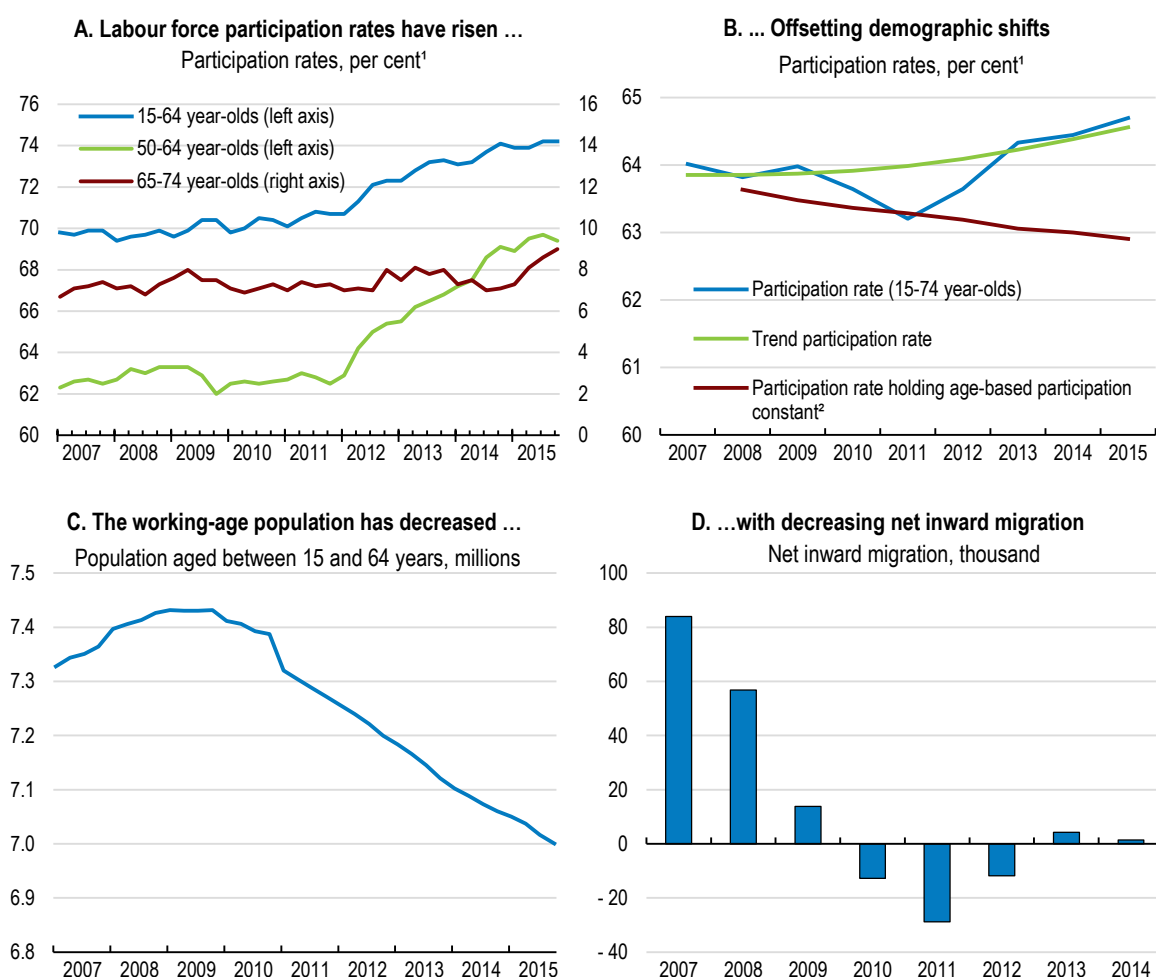 A. Labour force participation rates have risen …
Participation rates, per cent¹
76
74
72
70
68
66
64
62
60
16
14
12
10
8
6
4
2
0
15-64 year-olds (left axis)
50-64 year-olds (left axis)
65-74 year-olds (right axis)
2007 2008 2009 2010 2011 2012 2013 2014 2015
B. ... Offsetting demographic shifts
Participation rates, per cent¹
65
64
63
62
61
60
Participation rate (15-74 year-olds)
Trend participation rate
Participation rate holding age-based participation
constant²
2007 2008 2009 2010 2011 2012 2013 2014 2015
C. The working-age population has decreased …
Population aged between 15 and 64 years, millions
7.5
7.4
7.3
7.2
7.1
7.0
6.9
6.8
2007 2008 2009 2010 2011 2012 2013 2014 2015
D. …with decreasing net inward migration
Net inward migration, thousand
100
80
60
40
20
0
- 20
- 40
2007 2008 2009 2010 2011 2012 2013 2014